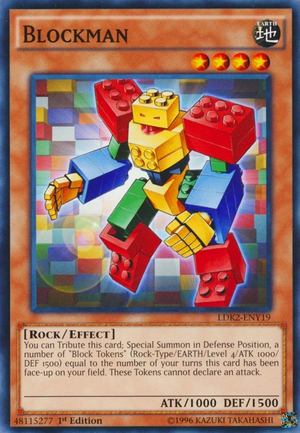 BLOCKMAN
EARTH
地
LDK2-ENY19
[ROCK/EFFECT]
You can Tribute this card; Special Summon in Defense Position, a
number of "Block Tokens" (Rock-Type/EARTH/Level 4/ATK 1000/
DEF 1500) equal to the number of your turns this card has been
face-up on your field. These Tokens cannot declare an attack.
ATK/1000 DEF/1500
48115277 1st Edition ©1996 KAZUKI TAKAHASHI